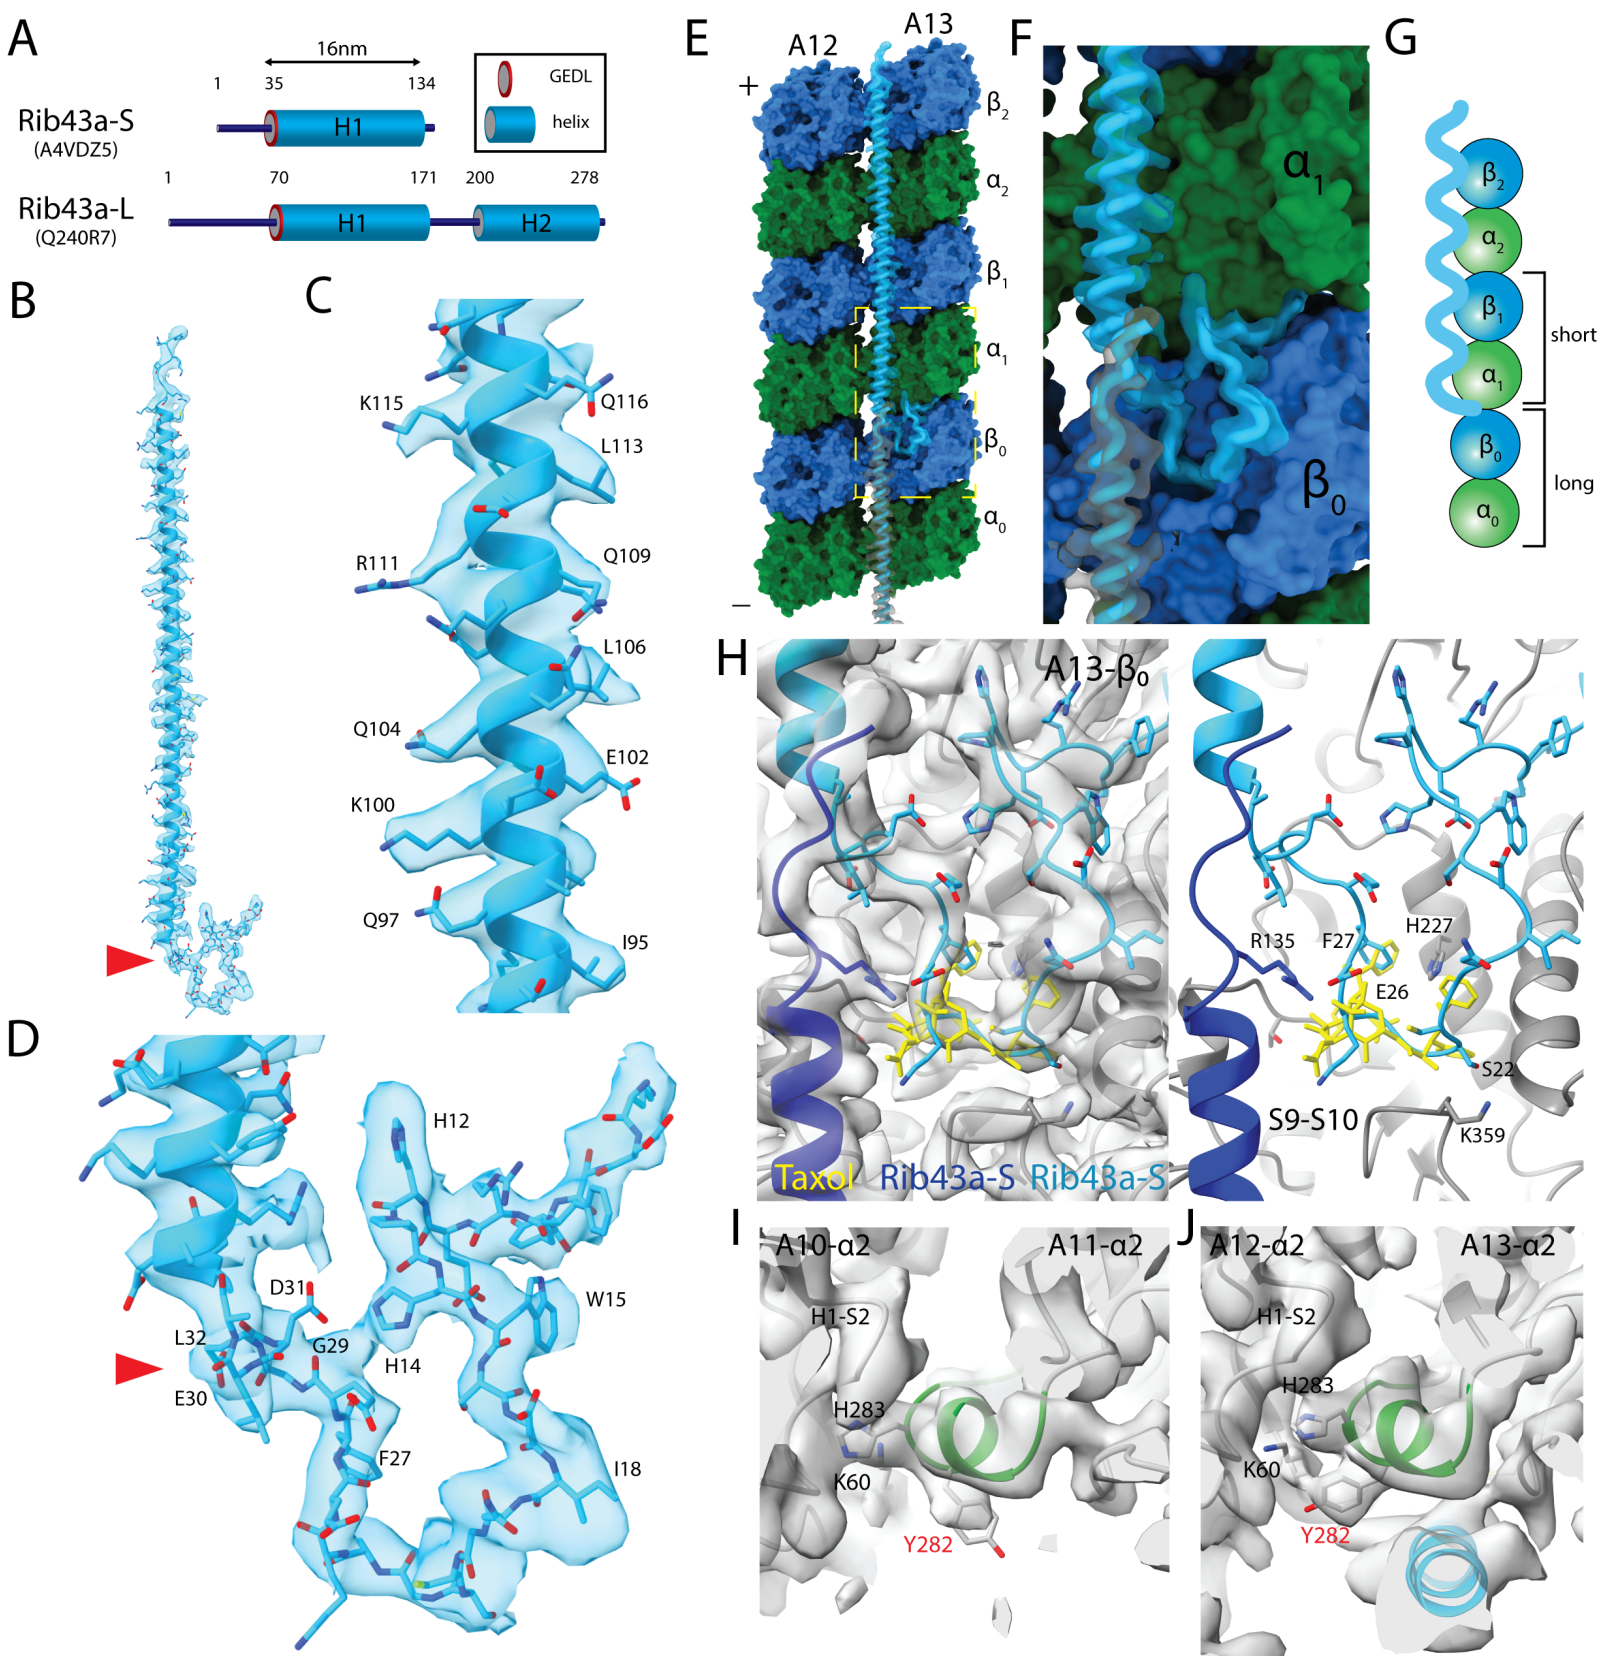 A
16nm
1 35 134
Rib43a-S
(A4VDZ5)
H1
GEDL
helix
1 70 171 200 278
Rib43a-L
(Q240R7)
H1 H2
B
C
K115
Q116
L113
R111
Q109
L106
Q104
E102
K100
Q97
I95
D
H12
D31
L32
G29
W15
H14
E30
F27
I18
E
A12 A13
+
β2
α2
β1
α1
β0
α0
–
F
α1
β0
G
β2
α2
β1
short
α1
β0
long
α0
H
A13-β0
Taxol Rib43a-S Rib43a-S
R135 F27 H227
E26
S22
S9-S10
K359
I
A10-α2 A11-α2
H1-S2
H283
K60
Y282
J
A12-α2 A13-α2
H1-S2
H283
K60
Y282